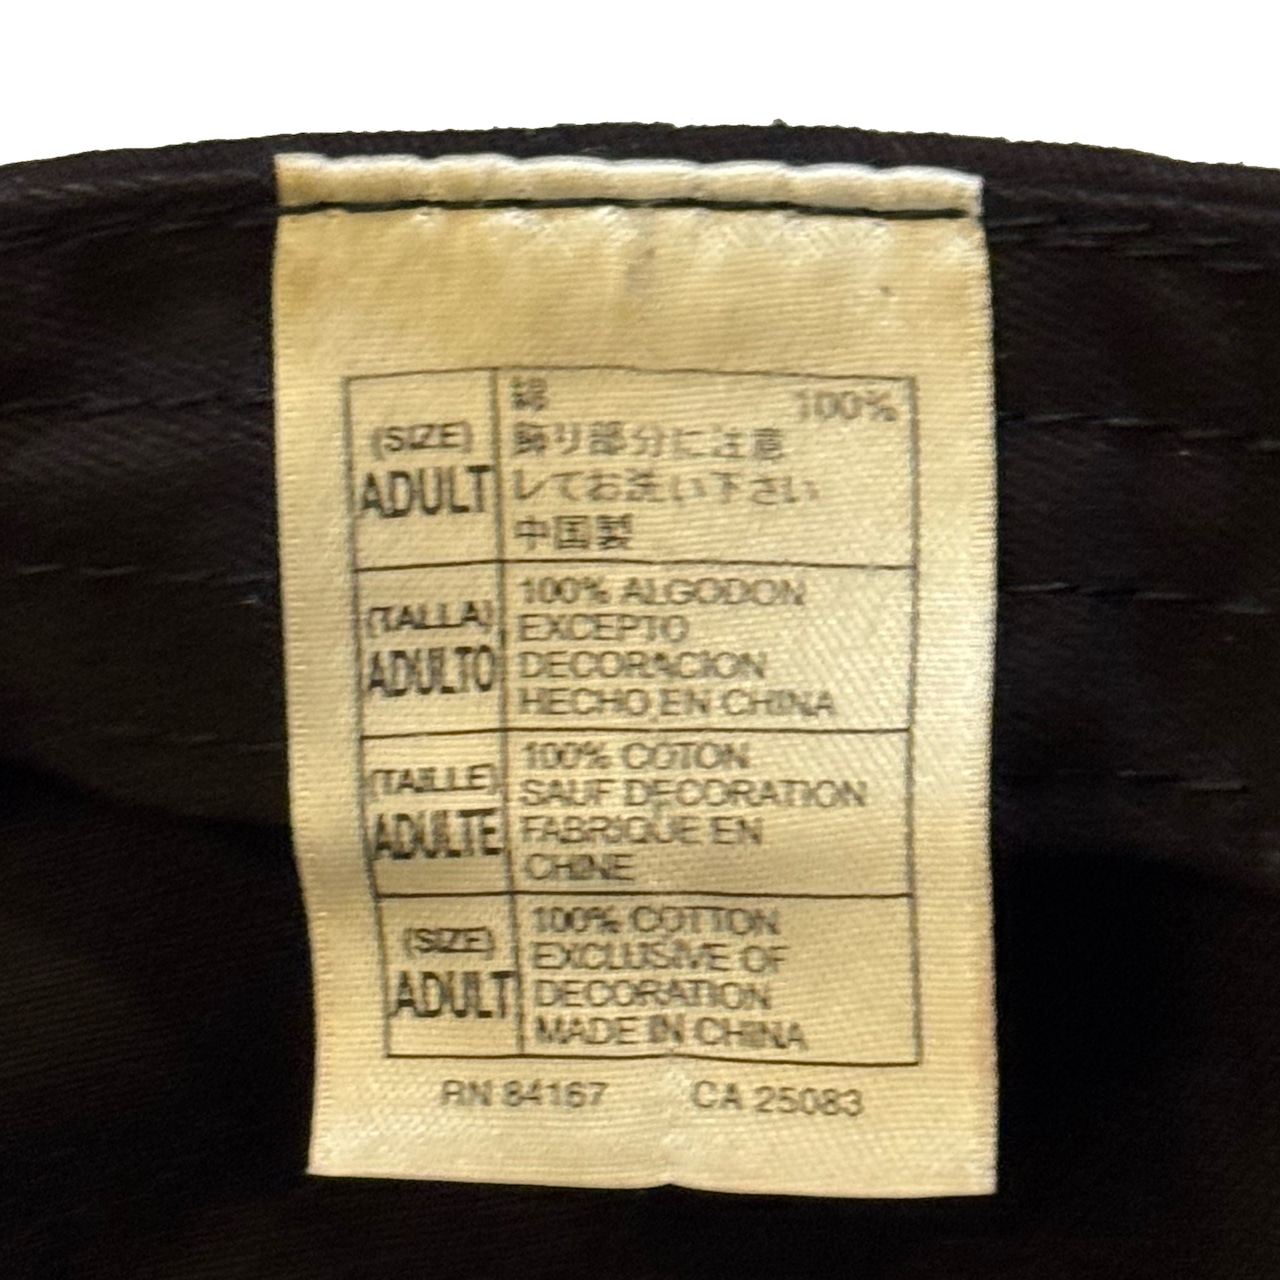 (SIZE)
ADULT
綿 100%
飾り部分に注意
してお洗い下さい
中国製
(TALLA)
ADULTO
100% ALGODON
EXCEPTO
DECORACION
HECHO EN CHINA
(TAILLE)
ADULTE
100% COTON
SAUF DECORATION
FABRIQUE EN
CHINE
(SIZE)
ADULT
100% COTTON
EXCLUSIVE OF
DECORATION
MADE IN CHINA
RN 84167 CA 25083